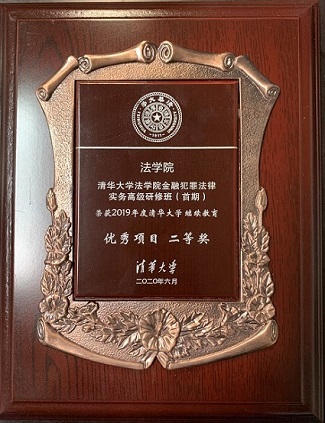 法学院
清华大学法学院金融犯罪法律
实务高级研修班（首期）
荣获2019年度清华大学 继续教育
优秀项目 二等奖
清华大学
二〇二〇年六月